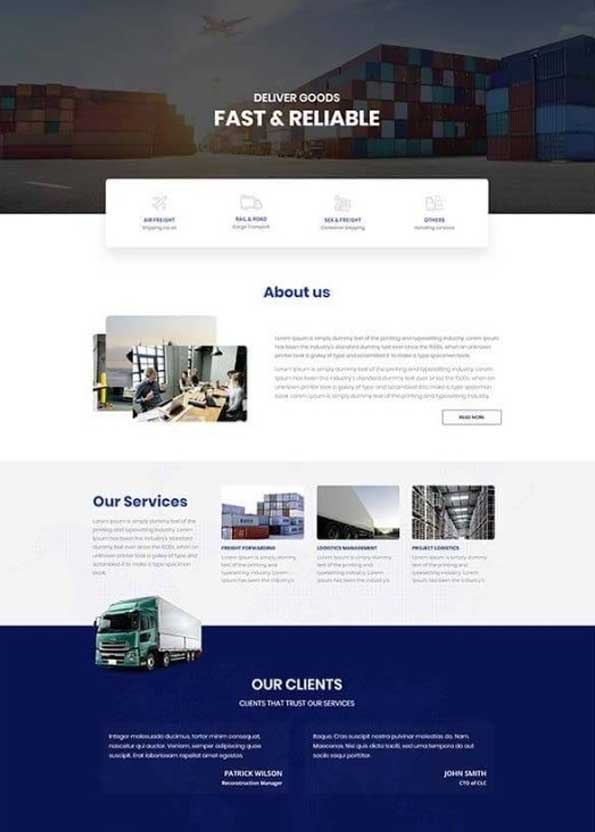 DELIVER GOODS
FAST & RELIABLE
AIR FREIGHT
RAIL & ROAD
SEA & FREIGHT
OTHERS
Shipping via air
Cargo Transport
Container Shipping
Handling services
About us
Lorem Ipsum is simply dummy text of the printing and typesetting industry. Lorem Ipsum
has been the industry's standard dummy text ever since the 1500s, when an unknown
printer took a galley of type and scrambled it to make a type specimen book.
Lorem Ipsum is simply dummy text of the printing and typesetting industry. Lorem Ipsum
has been the industry's standard dummy text ever since the 1500s, when an unknown
printer took a galley of type and scrambled it to make a type specimen
book Lorem Ipsum is simply dummy text of the printing and typesetting industry.
READ MORE
Our Services
Lorem Ipsum is simply dummy text of
the printing and typesetting industry.
Lorem Ipsum has been the industry's
standard dummy text ever since the
1500s, when an unknown printer took
a galley of type and
scrambled it to make a type specimen
book.
FREIGHT FORWARDING
Lorem Ipsum is simply dummy
text of the printing and
typesetting industry. Lorem
Ipsum has been the industry's
LOGISTICS MANAGEMENT
Lorem Ipsum is simply dummy
text of the printing and
typesetting industry. Lorem
Ipsum has been the industry's
PROJECT LOGISTICS
Lorem Ipsum is simply dummy
text of the printing and
typesetting industry. Lorem
Ipsum has been the industry's
OUR CLIENTS
CLIENTS THAT TRUST OUR SERVICES
Integer malesuada ducimus, tortor minim consequat,
nascetur qui auctor. Veniam, semper adipiscing quae
suscipit. Erat laboriosam repellat amet egestas.
PATRICK WILSON
Reconstruction Manager
Itaque. Cras suscipit nostra pulvinar molestias do. Nam.
Maecenas. Nisi quis dicta taciti, sed urna tempora do aut
sociis sequi porttitor.
JOHN SMITH
CTO of CLC